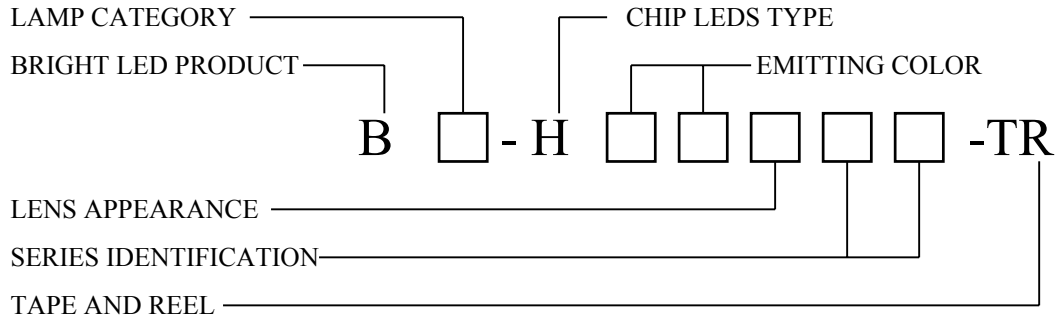 LAMP CATEGORY CHIP LEDS TYPE
BRIGHT LED PRODUCT EMITTING COLOR
B - H -TR
LENS APPEARANCE
SERIES IDENTIFICATION
TAPE AND REEL